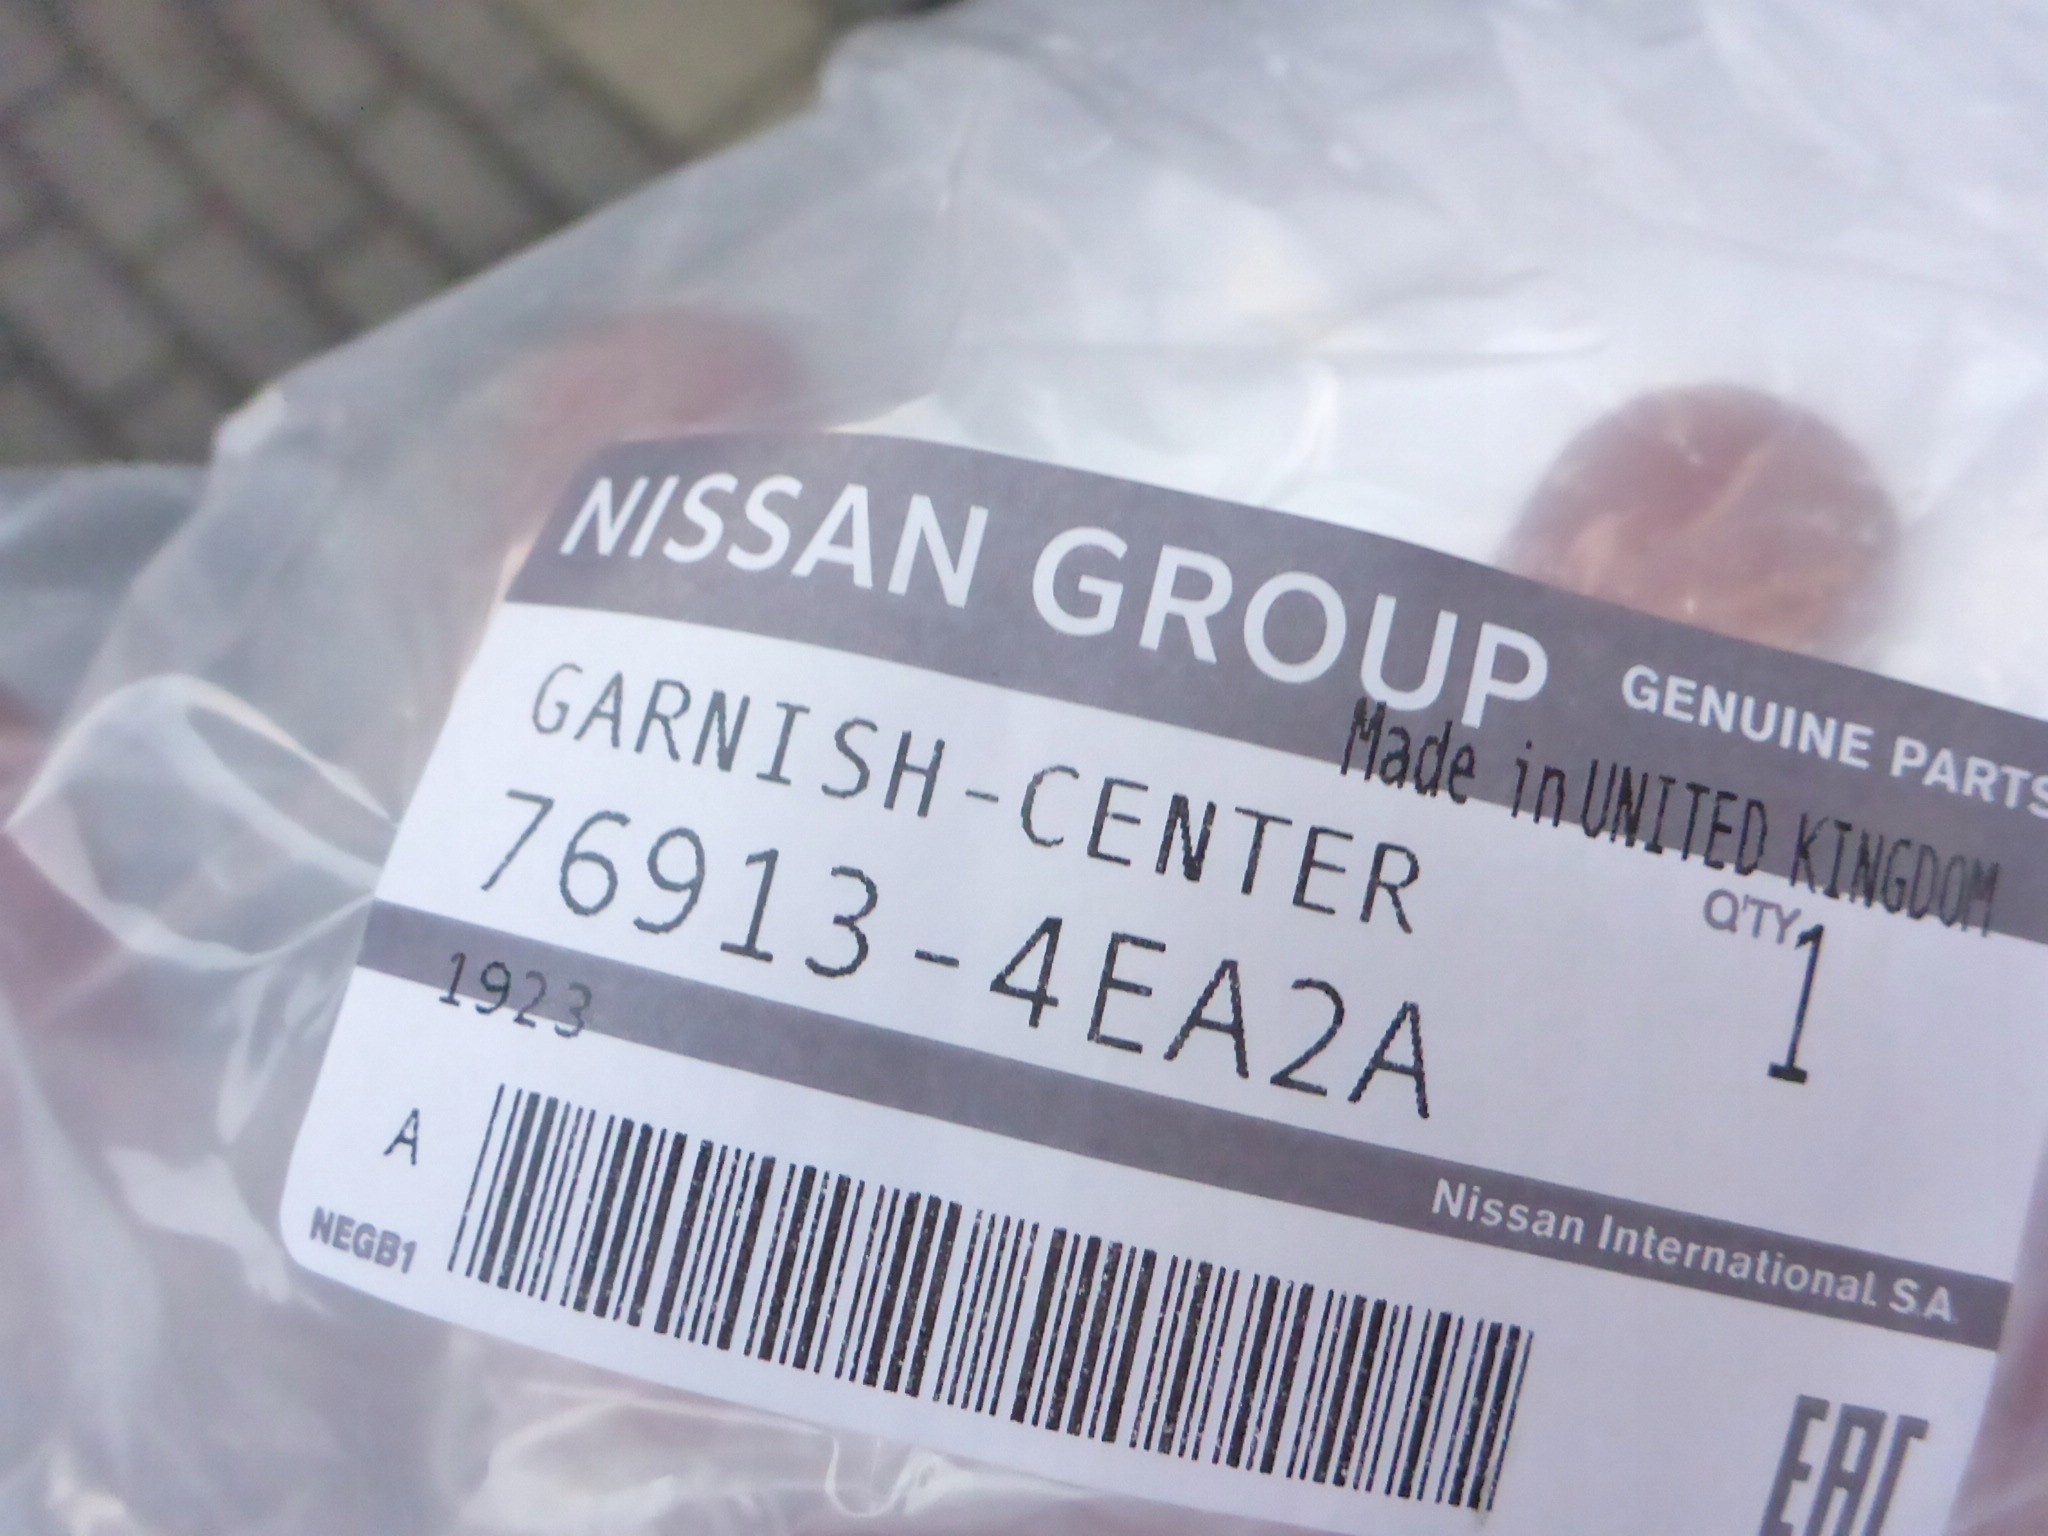 NISSAN GROUP GENUINE PARTS
Made in UNITED KINGDOM
GARNISH-CENTER
Q'TY 1
76913-4EA2A
1923
Nissan International S.A.
A
NEGB1
EAC